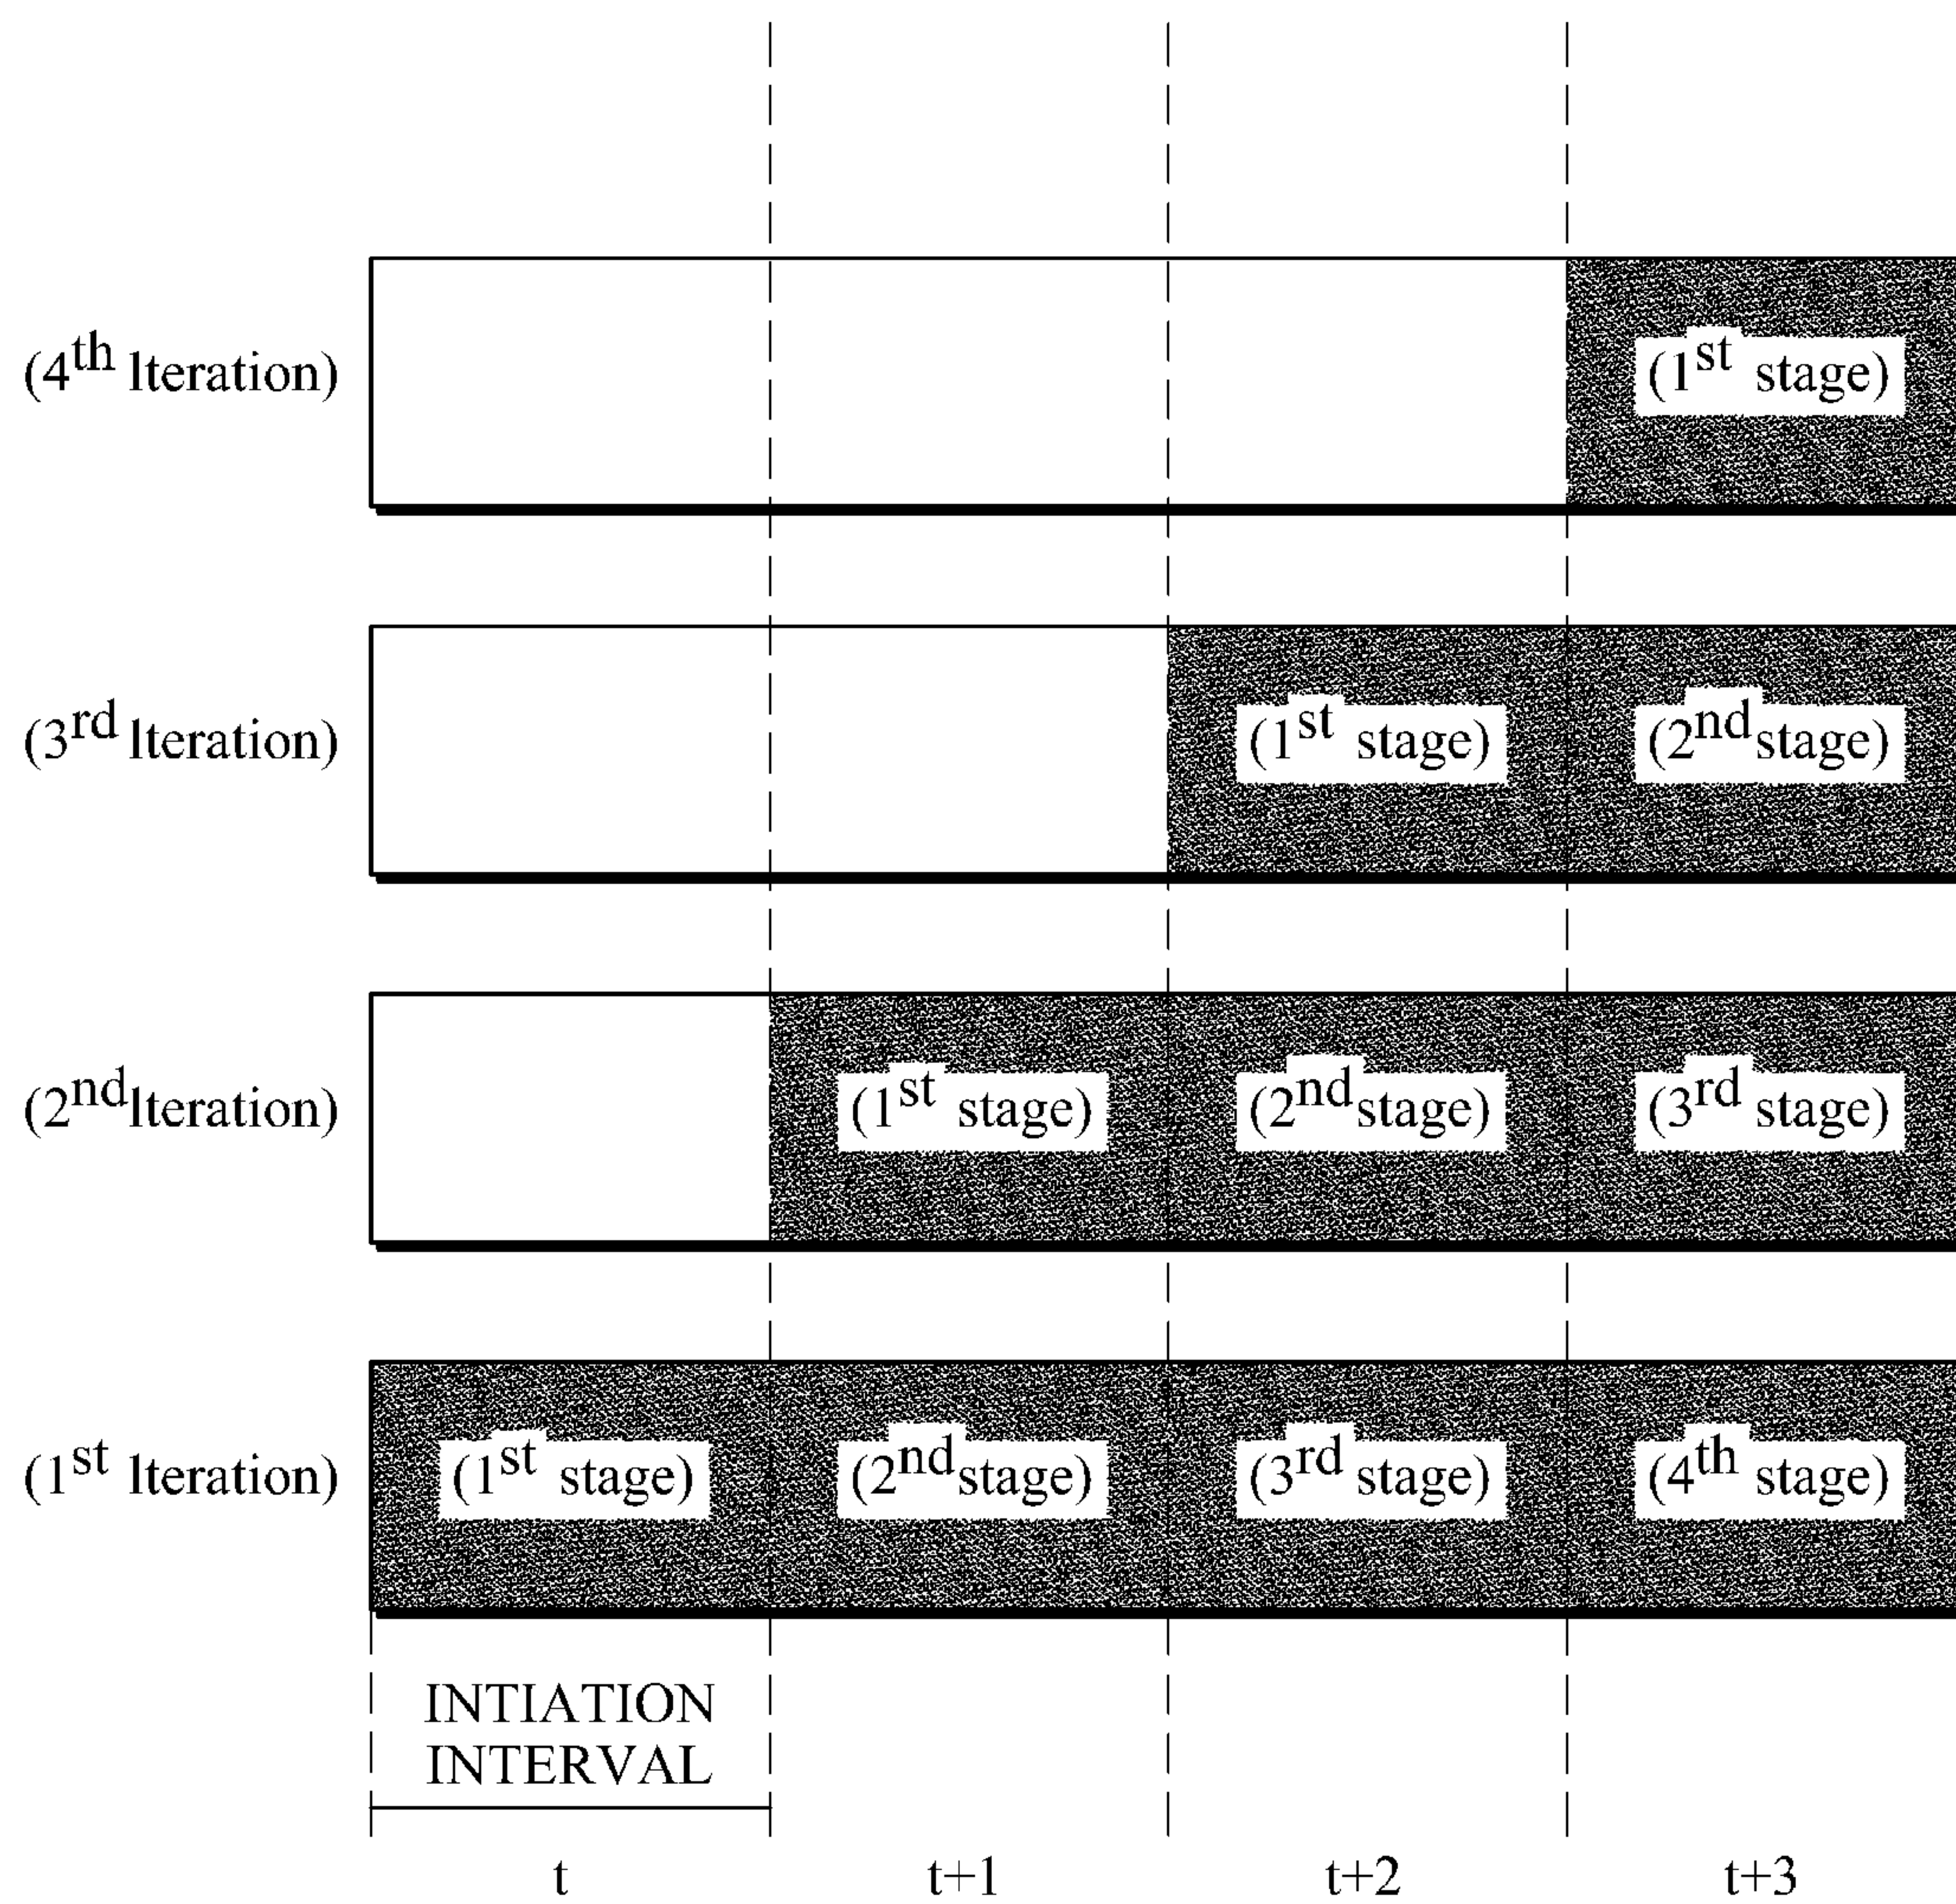 (4th Iteration) (1st stage)
(3rd Iteration) (1st stage) (2nd stage)
(2nd Iteration) (1st stage) (2nd stage) (3rd stage)
(1st Iteration) (1st stage) (2nd stage) (3rd stage) (4th stage)
INTIATION
INTERVAL
t t+1 t+2 t+3